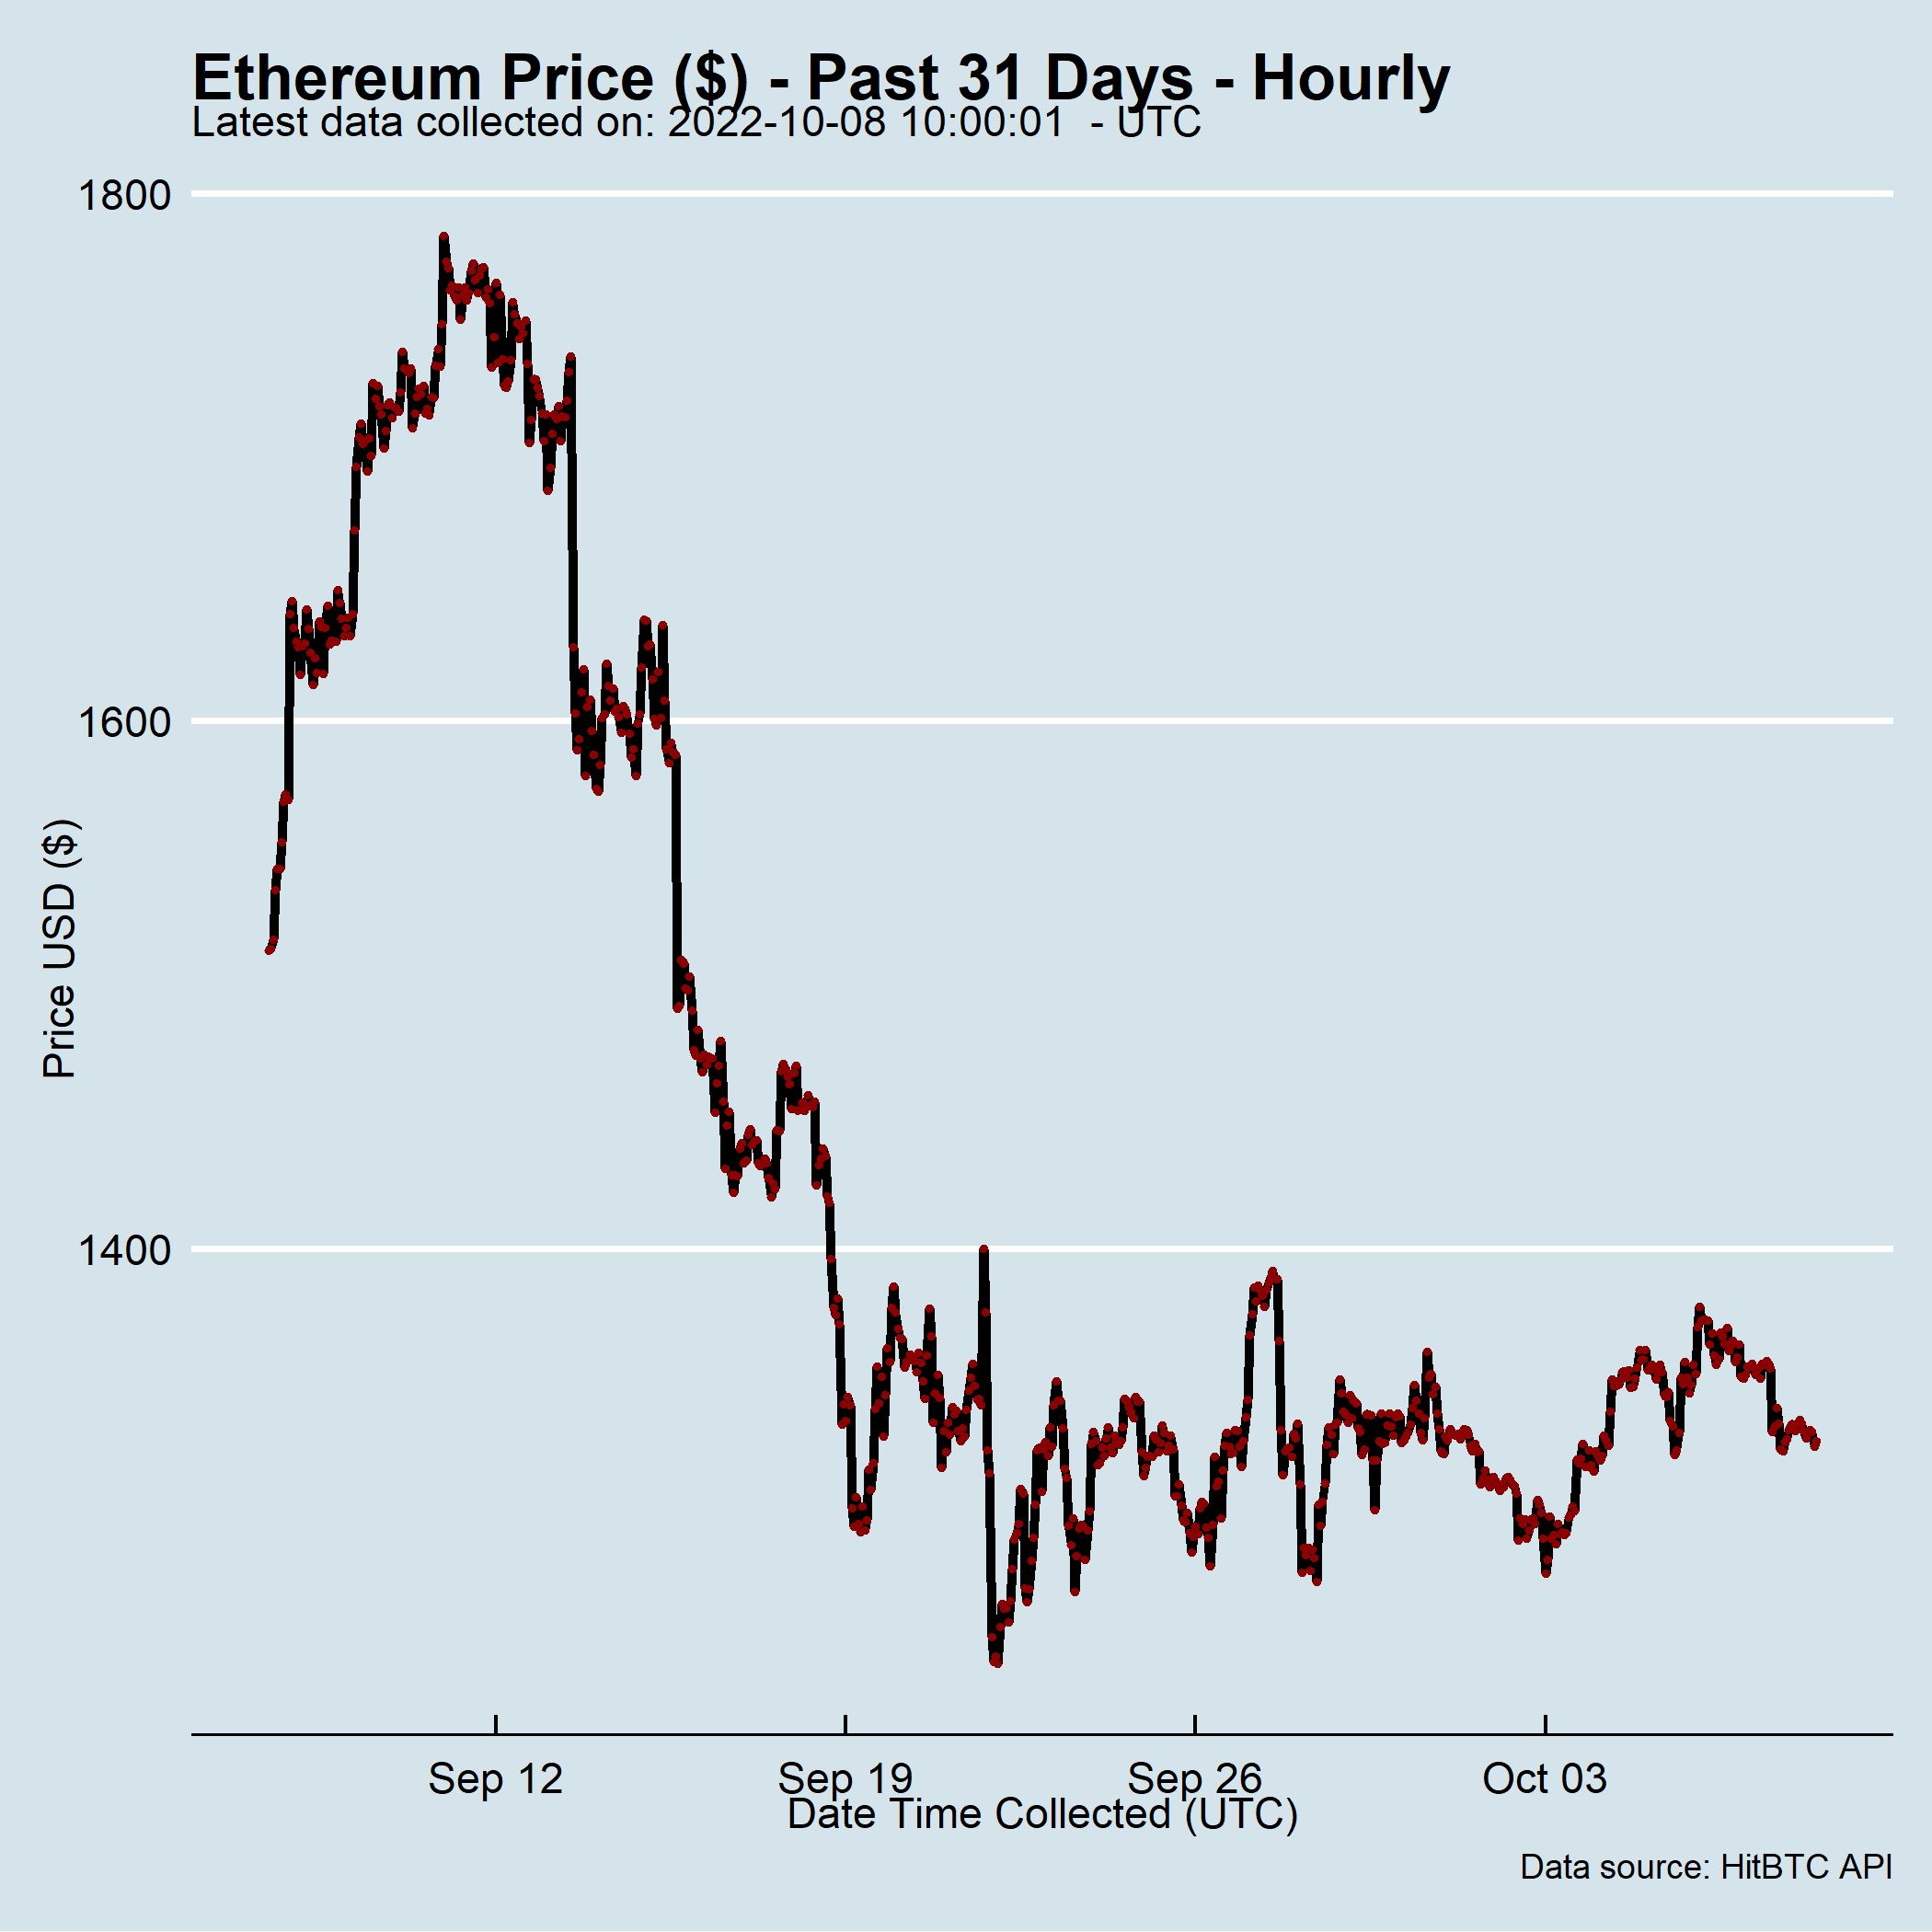 Ethereum Price ($) - Past 31 Days - Hourly
Latest data collected on: 2022-10-08 10:00:01  - UTC
1800
1600
1400
Price USD ($)
Sep 12
Sep 19
Sep 26
Oct 03
Date Time Collected (UTC)
Data source: HitBTC API